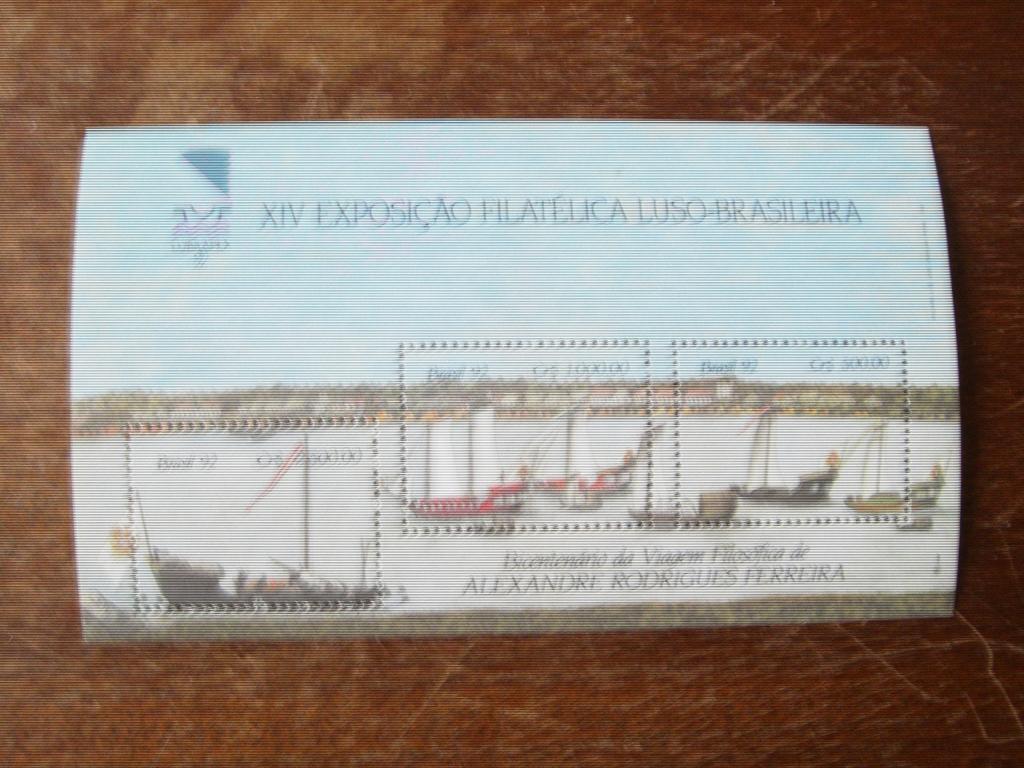 XIV EXPOSIÇÃO FILATÉLICA LUSO-BRASILEIRA
Brasil 92 Cr$ 1.000,00
Brasil 92 Cr$ 500,00
Brasil 92 Cr$
Bicentenário da Viagem Filosófica de
ALEXANDRE RODRIGUES FERREIRA